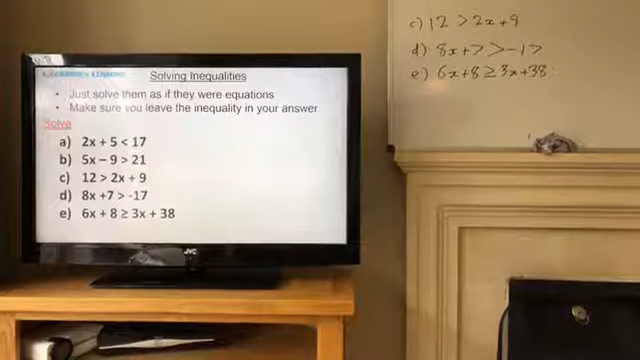 Solving Inequalities
• Just solve them as if they were equations
• Make sure you leave the inequality in your answer
Solve
a) 2x + 5 < 17
b) 5x – 9 > 21
c) 12 > 2x + 9
d) 8x +7 > -17
e) 6x + 8 ≥ 3x + 38
JVC
c) 12 > 2x + 9
d) 8x + 7 > -17
e) 6x + 8 ≥ 3x + 38